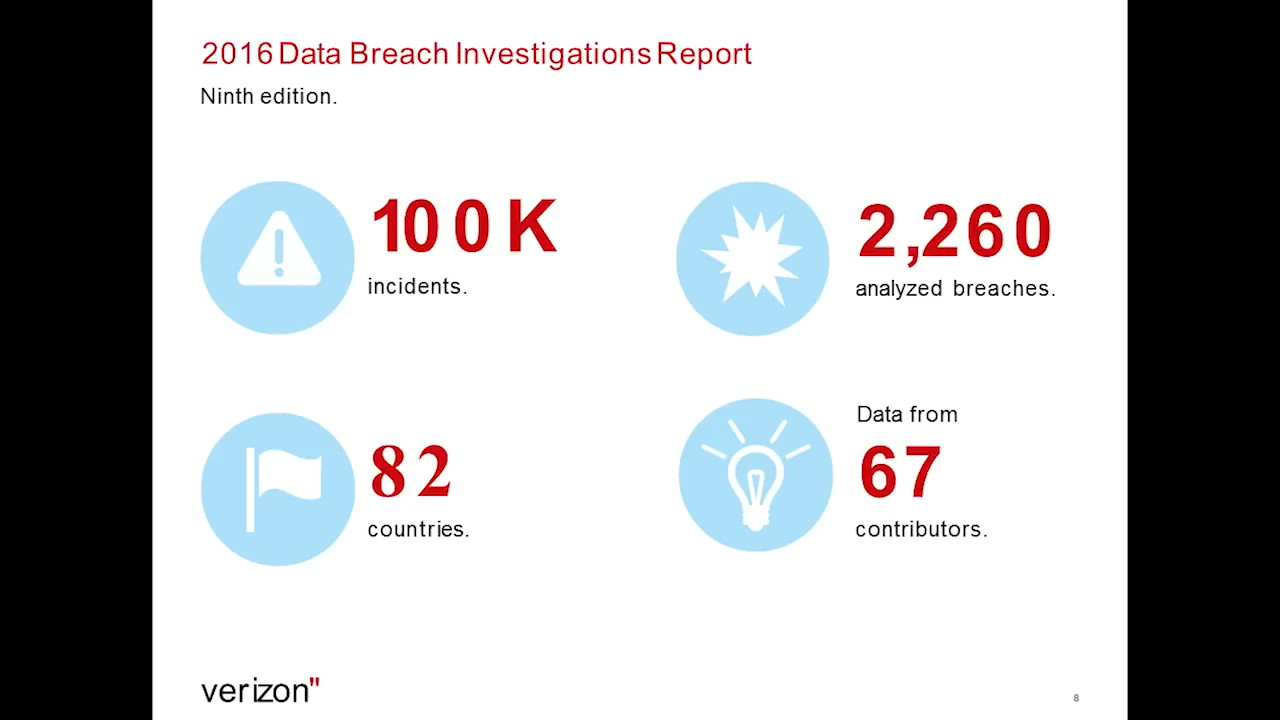 2016 Data Breach Investigations Report
Ninth edition.
100K
incidents.
2,260
analyzed breaches.
82
countries.
Data from
67
contributors.
verizon"
8